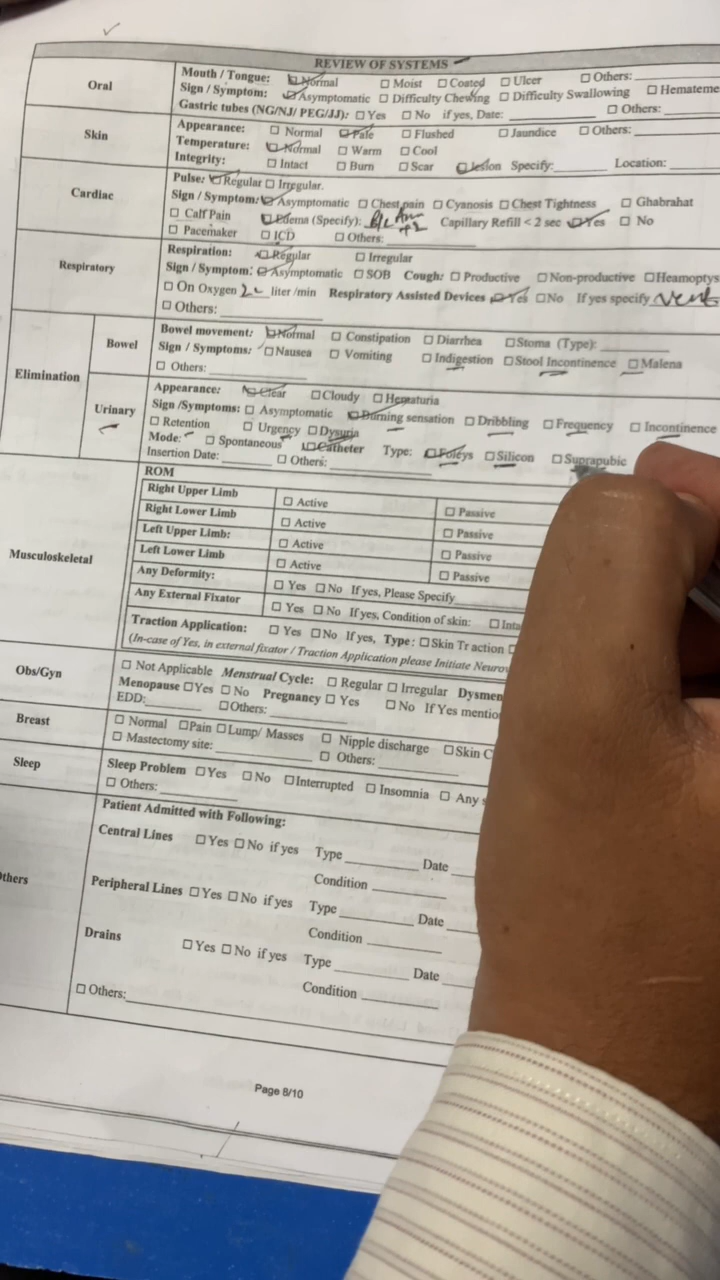 REVIEW OF SYSTEMS
Oral
Mouth / Tongue: ☑ Normal ☐ Moist ☐ Coated ☐ Ulcer ☐ Others:
Sign / Symptom: ☑ Asymptomatic ☐ Difficulty Chewing ☐ Difficulty Swallowing ☐ Hemateme
Gastric tubes (NG/NJ/ PEG/JJ): ☐ Yes ☐ No if yes, Date: ☐ Others:
Skin
Appearance: ☐ Normal ☑ Pale ☐ Flushed ☐ Jaundice ☐ Others:
Temperature: ☑ Normal ☐ Warm ☐ Cool
Integrity: ☐ Intact ☐ Burn ☐ Scar ☑ lesion Specify: Location:
Cardiac
Pulse: ☑ Regular ☐ Irregular.
Sign / Symptom: ☑ Asymptomatic ☐ Chest pain ☐ Cyanosis ☐ Chest Tightness ☐ Ghabrahat
☐ Calf Pain ☑ Edema (Specify): B/L +2 Capillary Refill < 2 sec ☑ Yes ☐ No
☐ Pacemaker ☐ ICD ☐ Others:
Respiratory
Respiration: ☑ Regular ☐ Irregular
Sign / Symptom: ☑ Asymptomatic ☐ SOB Cough: ☐ Productive ☐ Non-productive ☐ Heamoptys
☐ On Oxygen liter /min Respiratory Assisted Devices ☑ Yes ☐ No If yes specify Vent
☐ Others:
Elimination
Bowel
Bowel movement: ☑ Normal ☐ Constipation ☐ Diarrhea ☐ Stoma (Type):
Sign / Symptoms: ☐ Nausea ☐ Vomiting ☐ Indigestion ☐ Stool Incontinence ☐ Malena
☐ Others:
Urinary
Appearance: ☑ Clear ☐ Cloudy ☐ Hematuria
Sign /Symptoms: ☐ Asymptomatic ☑ Burning sensation ☐ Dribbling ☐ Frequency ☐ Incontinence
☐ Retention ☐ Urgency ☐ Dysuria
Mode: ☐ Spontaneous ☑ Catheter Type: ☑ Foleys ☐ Silicon ☐ Suprapubic
Insertion Date: ☐ Others:
Musculoskeletal
ROM
Right Upper Limb ☐ Active ☐ Passive
Right Lower Limb ☐ Active ☐ Passive
Left Upper Limb: ☐ Active ☐ Passive
Left Lower Limb ☐ Active ☐ Passive
Any Deformity: ☐ Yes ☐ No If yes, Please Specify
Any External Fixator ☐ Yes ☐ No If yes, Condition of skin: ☐ Inta
Traction Application: ☐ Yes ☐ No If yes, Type: ☐ Skin Tr action
(In-case of Yes, in external fixator / Traction Application please Initiate Neurov
Obs/Gyn
☐ Not Applicable Menstrual Cycle: ☐ Regular ☐ Irregular Dysmen
Menopause ☐ Yes ☐ No Pregnancy ☐ Yes ☐ No If Yes mentio
EDD: ☐ Others:
Breast
☐ Normal ☐ Pain ☐ Lump/ Masses ☐ Nipple discharge ☐ Skin C
☐ Mastectomy site: ☐ Others:
Sleep
Sleep Problem ☐ Yes ☐ No ☐ Interrupted ☐ Insomnia ☐ Any s
☐ Others:
thers
Patient Admitted with Following:
Central Lines ☐ Yes ☐ No if yes Type Date
Condition
Peripheral Lines ☐ Yes ☐ No if yes Type Date
Condition
Drains ☐ Yes ☐ No if yes Type Date
Condition
☐ Others:
Page 8/10